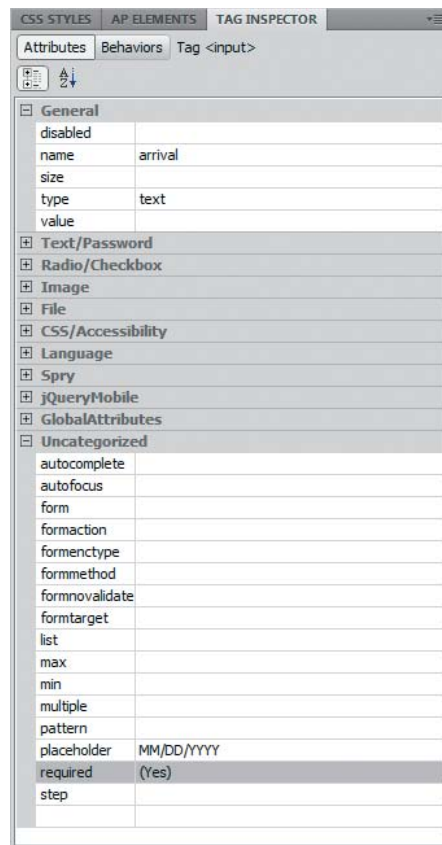 CSS STYLES AP ELEMENTS TAG INSPECTOR
Attributes Behaviors Tag <input>
General
disabled
name arrival
size
type text
value
Text/Password
Radio/Checkbox
Image
File
CSS/Accessibility
Language
Spry
jQueryMobile
GlobalAttributes
Uncategorized
autocomplete
autofocus
form
formaction
formenctype
formmethod
formnovalidate
formtarget
list
max
min
multiple
pattern
placeholder MM/DD/YYYY
required (Yes)
step